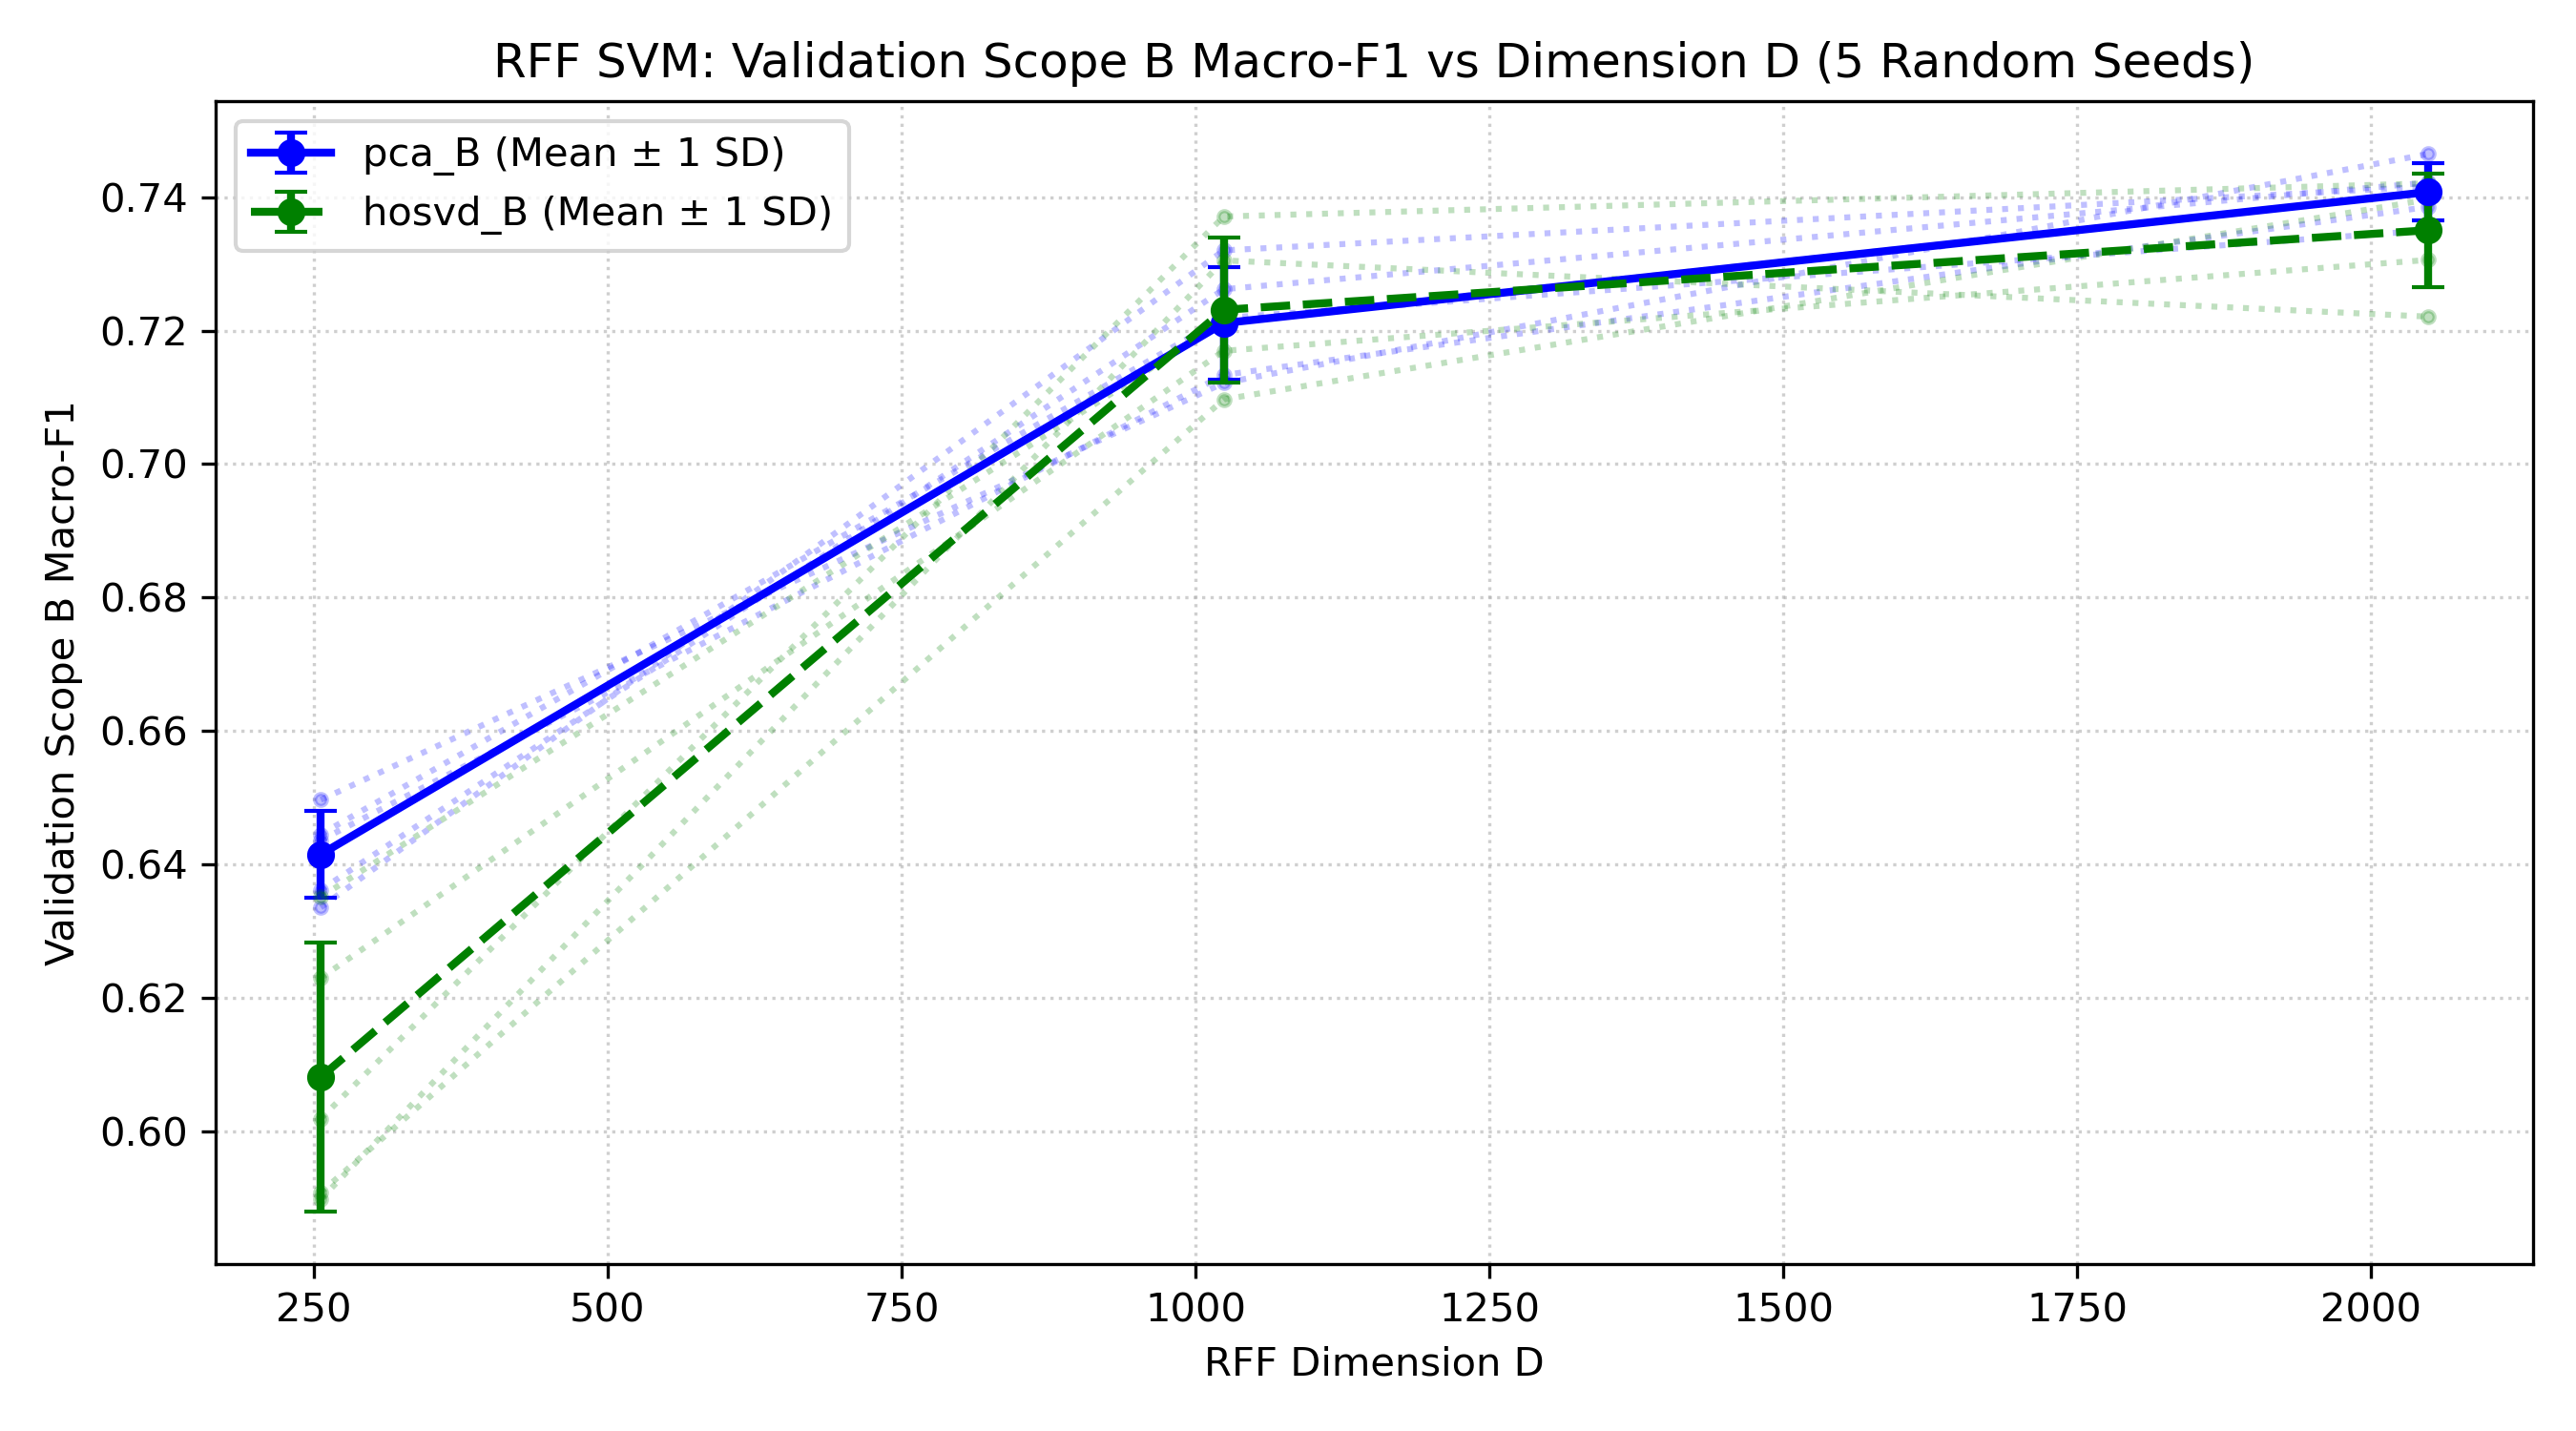 RFF SVM: Validation Scope B Macro-F1 vs Dimension D (5 Random Seeds)
pca_B (Mean ± 1 SD)
hosvd_B (Mean ± 1 SD)
Validation Scope B Macro-F1
0.74
0.72
0.70
0.68
0.66
0.64
0.62
0.60
250 500 750 1000 1250 1500 1750 2000
RFF Dimension D